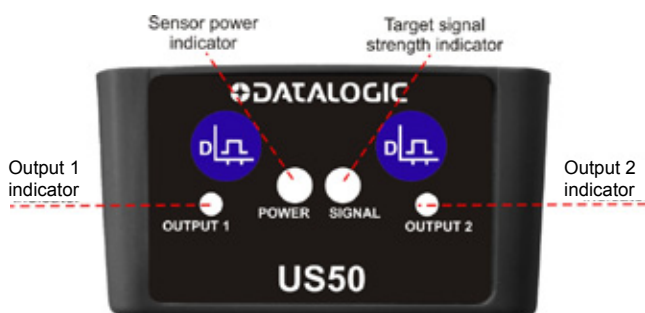 Sensor power
indicator
Target signal
strength indicator
DATALOGIC
D
D
Output 1
indicator
Output 2
indicator
POWER
SIGNAL
OUTPUT 1
OUTPUT 2
US50